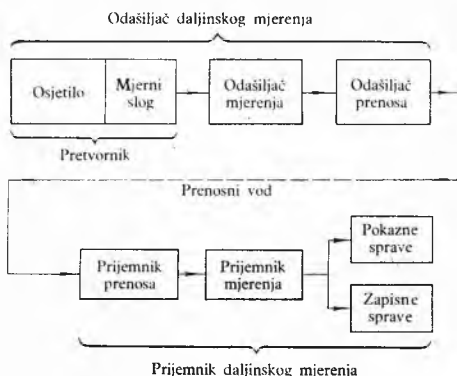 Odašiljač daljinskog mjerenja
Osjetilo
Mjerni
slog
Odašiljač
mjerenja
Odašiljač
prenosa
Pretvornik
Prenosni vod
Prijemnik
prenosa
Prijemnik
mjerenja
Pokazne
sprave
Zapisne
sprave
Prijemnik daljinskog mjerenja